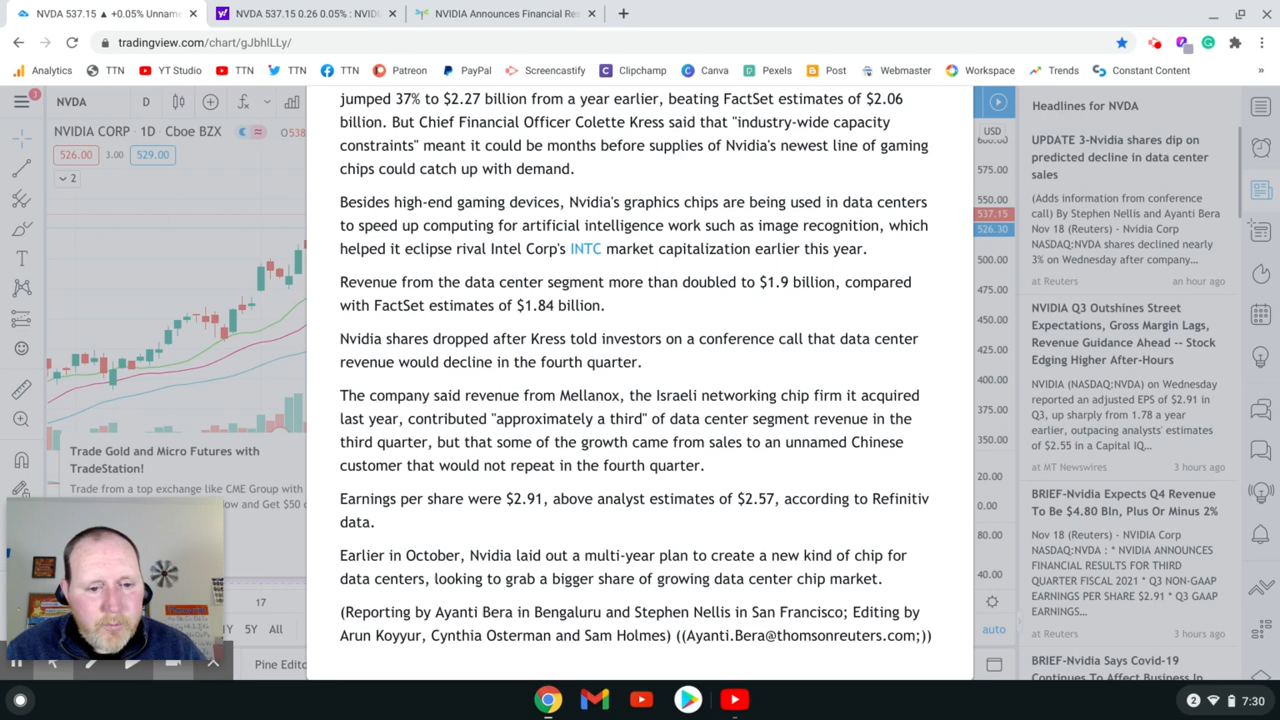 NVDA 537.15 ▲ +0.05% Unname
NVDA 537.15 0.26 0.05% : NVIDI
NVIDIA Announces Financial Res
tradingview.com/chart/gJbhlLLy/
Analytics
TTN
YT Studio
TTN
TTN
TTN
Patreon
PayPal
Screencastify
Clipchamp
Canva
Pexels
Post
Webmaster
Workspace
Trends
Constant Contact
»
3
NVDA
D
NVIDIA CORP · 1D · Cboe BZX
O538
526.00
3.00
529.00
2
jumped 37% to $2.27 billion from a year earlier, beating FactSet estimates of $2.06
billion. But Chief Financial Officer Colette Kress said that "industry-wide capacity
constraints" meant it could be months before supplies of Nvidia's newest line of gaming
chips could catch up with demand.
Besides high-end gaming devices, Nvidia's graphics chips are being used in data centers
to speed up computing for artificial intelligence work such as image recognition, which
helped it eclipse rival Intel Corp's INTC market capitalization earlier this year.
Revenue from the data center segment more than doubled to $1.9 billion, compared
with FactSet estimates of $1.84 billion.
Nvidia shares dropped after Kress told investors on a conference call that data center
revenue would decline in the fourth quarter.
The company said revenue from Mellanox, the Israeli networking chip firm it acquired
last year, contributed "approximately a third" of data center segment revenue in the
third quarter, but that some of the growth came from sales to an unnamed Chinese
customer that would not repeat in the fourth quarter.
Earnings per share were $2.91, above analyst estimates of $2.57, according to Refinitiv
data.
Earlier in October, Nvidia laid out a multi-year plan to create a new kind of chip for
data centers, looking to grab a bigger share of growing data center chip market.
(Reporting by Ayanti Bera in Bengaluru and Stephen Nellis in San Francisco; Editing by
Arun Koyyur, Cynthia Osterman and Sam Holmes) ((Ayanti.Bera@thomsonreuters.com;))
Trade Gold and Micro Futures with
TradeStation!
Trade from a top exchange like CME Group with
ow and Get $50 c
17
1Y
5Y
All
Pine Edito
USD
600.00
575.00
550.00
537.15
526.30
500.00
475.00
450.00
425.00
400.00
375.00
350.00
20.00
0.00
80.00
40.00
auto
Headlines for NVDA
UPDATE 3-Nvidia shares dip on
predicted decline in data center
sales
(Adds information from conference
call) By Stephen Nellis and Ayanti Bera
Nov 18 (Reuters) - Nvidia Corp
NASDAQ:NVDA shares declined nearly
3% on Wednesday after company…
at Reuters
an hour ago
NVIDIA Q3 Outshines Street
Expectations, Gross Margin Lags,
Revenue Guidance Ahead -- Stock
Edging Higher After-Hours
NVIDIA (NASDAQ:NVDA) on Wednesday
reported an adjusted EPS of $2.91 in
Q3, up sharply from 1.78 a year
earlier, outpacing analysts' estimates
of $2.55 in a Capital IQ…
at MT Newswires
3 hours ago
BRIEF-Nvidia Expects Q4 Revenue
To Be $4.80 Bln, Plus Or Minus 2%
Nov 18 (Reuters) - NVIDIA Corp
NASDAQ:NVDA : * NVIDIA ANNOUNCES
FINANCIAL RESULTS FOR THIRD
QUARTER FISCAL 2021 * Q3 NON-GAAP
EARNINGS PER SHARE $2.91 * Q3 GAAP
EARNINGS…
at Reuters
3 hours ago
BRIEF-Nvidia Says Covid-19
Continues To Affect Business In
2
7:30